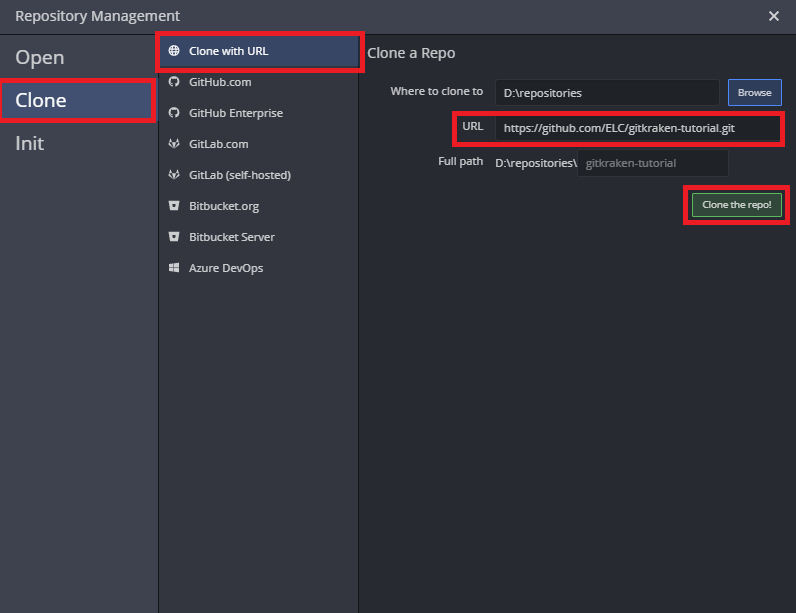 Repository Management
Open
Clone
Init
Clone with URL
GitHub.com
GitHub Enterprise
GitLab.com
GitLab (self-hosted)
Bitbucket.org
Bitbucket Server
Azure DevOps
Clone a Repo
Where to clone to D:\repositories Browse
URL https://github.com/ELC/gitkraken-tutorial.git
Full path D:\repositories\ gitkraken-tutorial
Clone the repo!